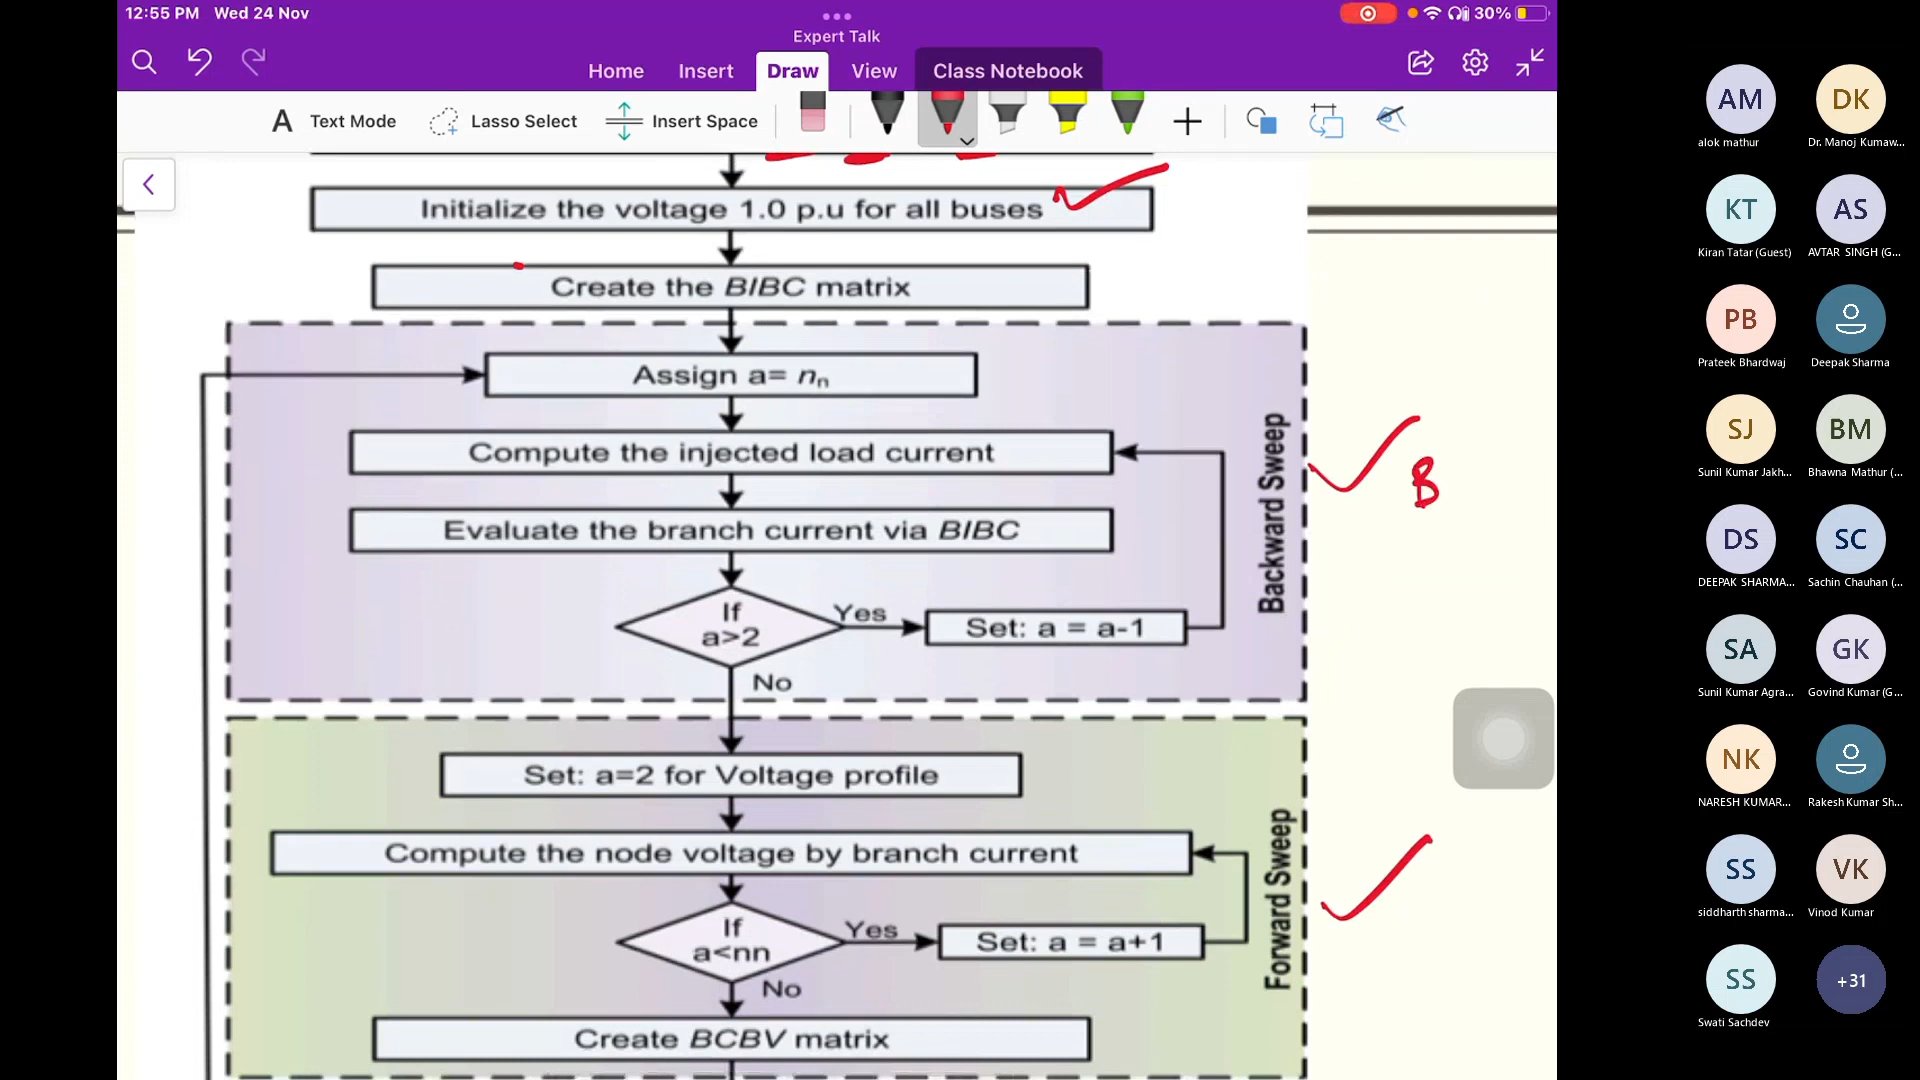 12:55 PM Wed 24 Nov
30%
Expert Talk
Home Insert Draw View Class Notebook
A Text Mode Lasso Select Insert Space
Initialize the voltage 1.0 p.u for all buses
Create the BIBC matrix
Assign a= nn
Compute the injected load current
Evaluate the branch current via BIBC
If
a>2
Yes
Set: a = a-1
No
Backward Sweep
B
Set: a=2 for Voltage profile
Compute the node voltage by branch current
If
a<nn
Yes
Set: a = a+1
No
Create BCBV matrix
Forward Sweep
AM DK
alok mathur Dr. Manoj Kumaw...
KT AS
Kiran Tatar (Guest) AVTAR SINGH (G...
PB
Prateek Bhardwaj Deepak Sharma
SJ BM
Sunil Kumar Jakh... Bhawna Mathur (...
DS SC
DEEPAK SHARMA... Sachin Chauhan (...
SA GK
Sunil Kumar Agra... Govind Kumar (G...
NK
NARESH KUMAR... Rakesh Kumar Sh...
SS VK
siddharth sharma... Vinod Kumar
SS +31
Swati Sachdev